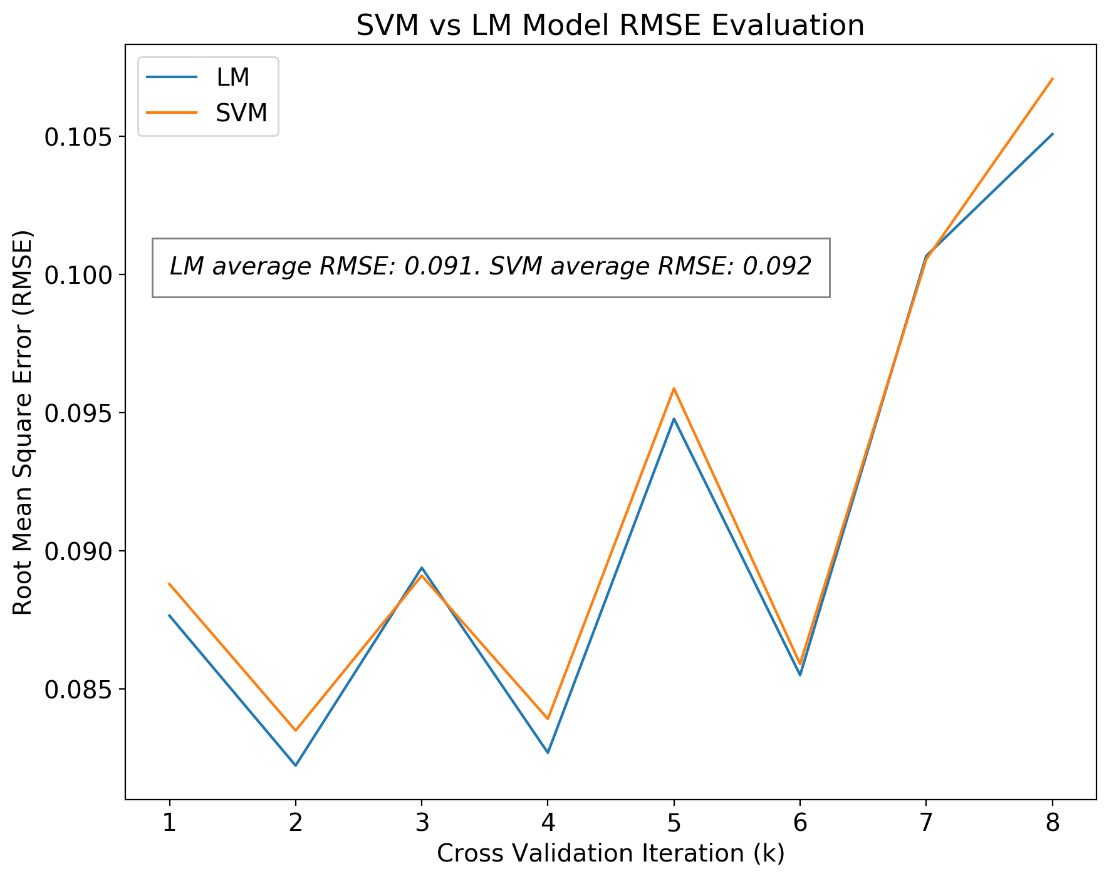 SVM vs LM Model RMSE Evaluation
LM
SVM
LM average RMSE: 0.091. SVM average RMSE: 0.092
Root Mean Square Error (RMSE)
0.105
0.100
0.095
0.090
0.085
1 2 3 4 5 6 7 8
Cross Validation Iteration (k)